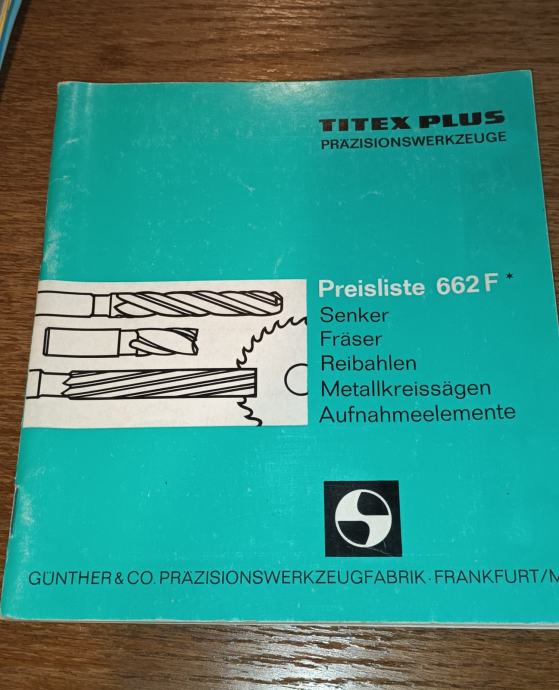 TITEX PLUS
PRÄZISIONSWERKZEUGE
Preisliste 662 F *
Senker
Fräser
Reibahlen
Metallkreissägen
Aufnahmeelemente
GÜNTHER & CO. PRÄZISIONSWERKZEUGFABRIK · FRANKFURT/M